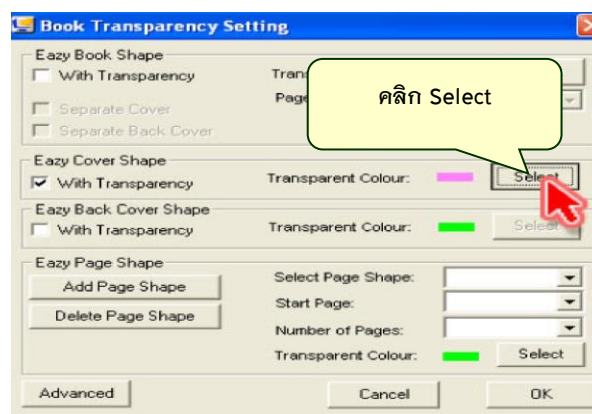 Book Transparency Setting
Eazy Book Shape
With Transparency
Separate Cover
Separate Back Cover
คลิก Select
Eazy Cover Shape
With Transparency Transparent Colour: Select
Eazy Back Cover Shape
With Transparency Transparent Colour: Select
Eazy Page Shape
Add Page Shape Select Page Shape:
Delete Page Shape Start Page:
Number of Pages:
Transparent Colour: Select
Advanced Cancel OK